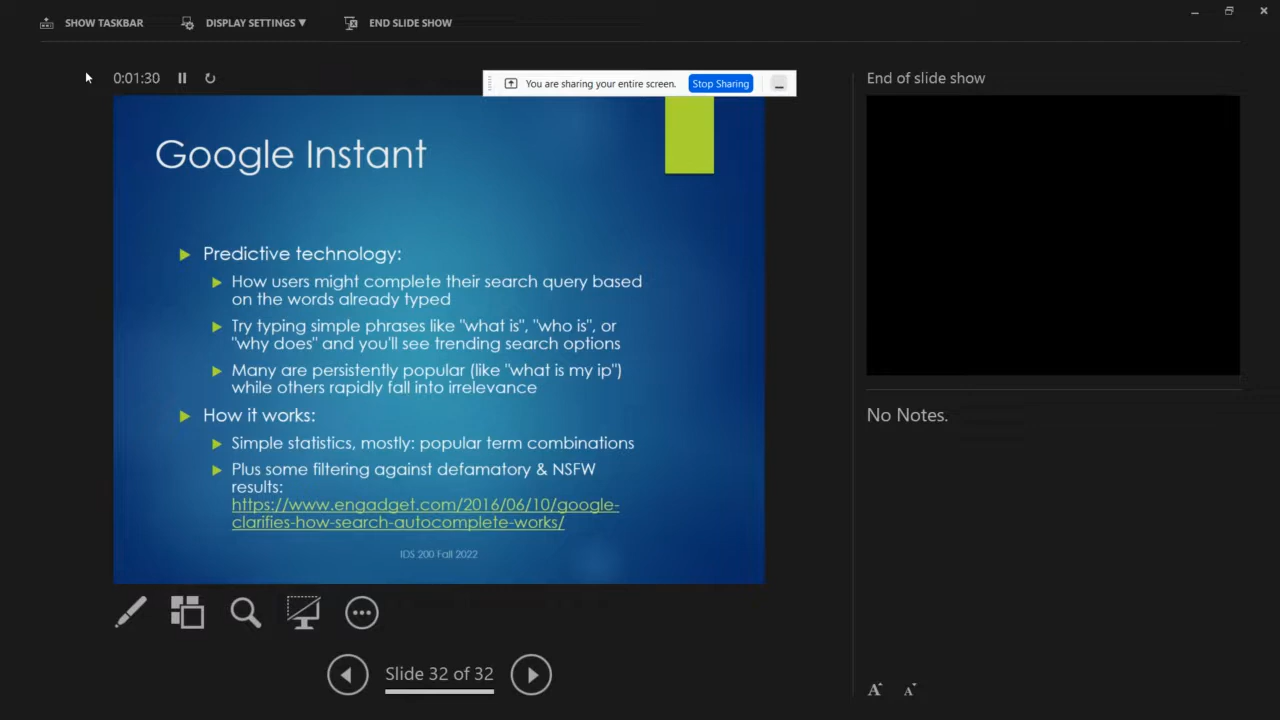 SHOW TASKBAR
DISPLAY SETTINGS ▼
END SLIDE SHOW
0:01:30
You are sharing your entire screen.
Stop Sharing
End of slide show
Google Instant
Predictive technology:
How users might complete their search query based
on the words already typed
Try typing simple phrases like "what is", "who is", or
"why does" and you'll see trending search options
Many are persistently popular (like "what is my ip")
while others rapidly fall into irrelevance
How it works:
Simple statistics, mostly: popular term combinations
Plus some filtering against defamatory & NSFW
results:
https://www.engadget.com/2016/06/10/google-
clarifies-how-search-autocomplete-works/
IDS 200 Fall 2022
No Notes.
Slide 32 of 32
A A